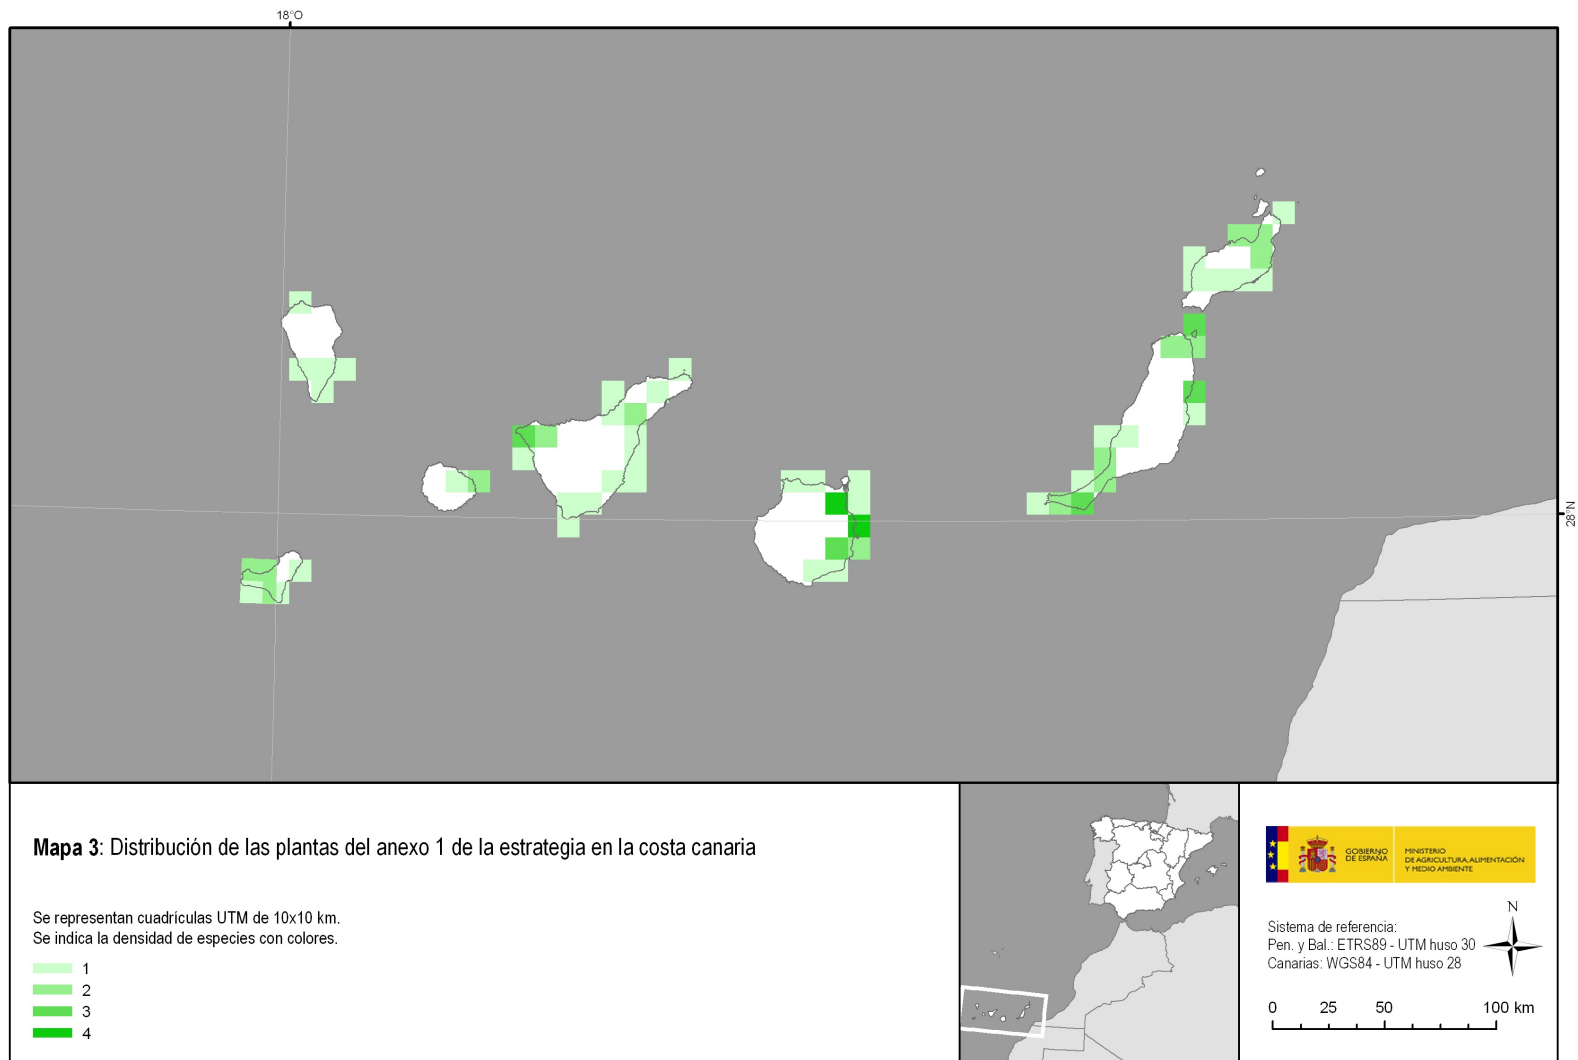 18°O
28°N
Mapa 3: Distribución de las plantas del anexo 1 de la estrategia en la costa canaria
Se representan cuadrículas UTM de 10x10 km.
Se indica la densidad de especies con colores.
1
2
3
4
GOBIERNO
DE ESPAÑA
MINISTERIO
DE AGRICULTURA, ALIMENTACIÓN
Y MEDIO AMBIENTE
N
Sistema de referencia:
Pen. y Bal.: ETRS89 - UTM huso 30
Canarias: WGS84 - UTM huso 28
0 25 50 100 km